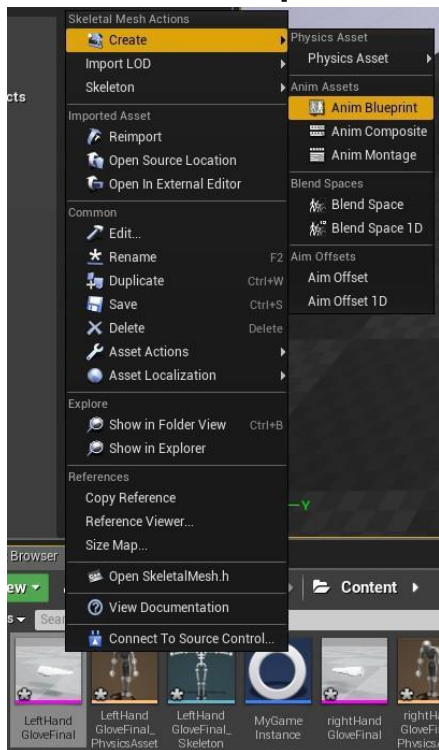 Skeletal Mesh Actions
Create
Import LOD
Skeleton
Imported Asset
Reimport
Open Source Location
Open In External Editor
Common
Edit...
Rename F2
Duplicate Ctrl+W
Save Ctrl+S
Delete Delete
Asset Actions
Asset Localization
Explore
Show in Folder View Ctrl+B
Show in Explorer
References
Copy Reference
Reference Viewer...
Size Map...
Open SkeletalMesh.h
View Documentation
Connect To Source Control...
Physics Asset
Physics Asset
Anim Assets
Anim Blueprint
Anim Composite
Anim Montage
Blend Spaces
Blend Space
Blend Space 1D
Aim Offsets
Aim Offset
Aim Offset 1D
cts
Y
Browser
ew
Content
s Sea
LeftHand
GloveFinal
LeftHand
GloveFinal_
PhysicsAsset
LeftHand
GloveFinal_
Skeleton
MyGame
Instance
rightHand
GloveFinal
rightH
GloveFi
Physic